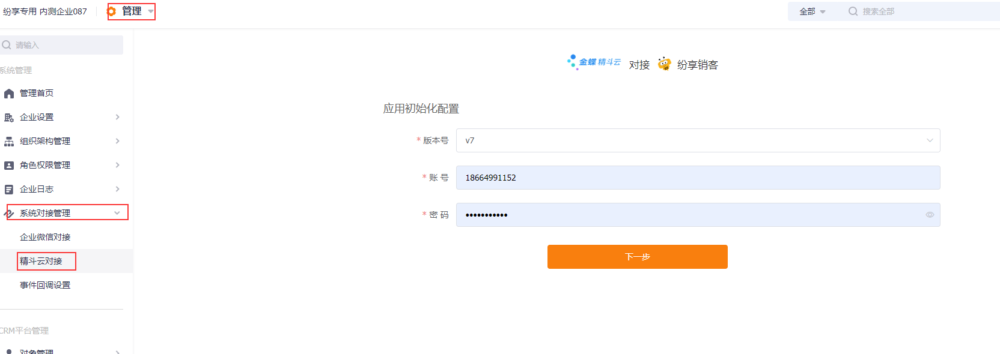 纷享专用 内测企业087 管理 全部 搜索全部
请输入
系统管理
管理首页
企业设置
组织架构管理
角色权限管理
企业日志
系统对接管理
企业微信对接
精斗云对接
事件回调设置
CRM平台管理
对象管理
金蝶 精斗云 对接 纷享销客
应用初始化配置
* 版本号 v7
* 账 号 18664991152
* 密 码 •••••••••••
下一步